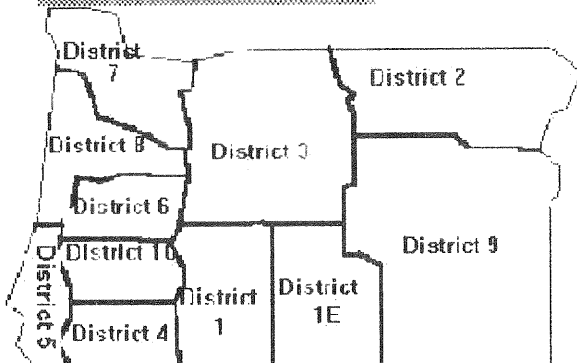 District
7
District 2
District 8
District 3
District 6
District 9
District 10
District 5
District
1
District
1E
District 4